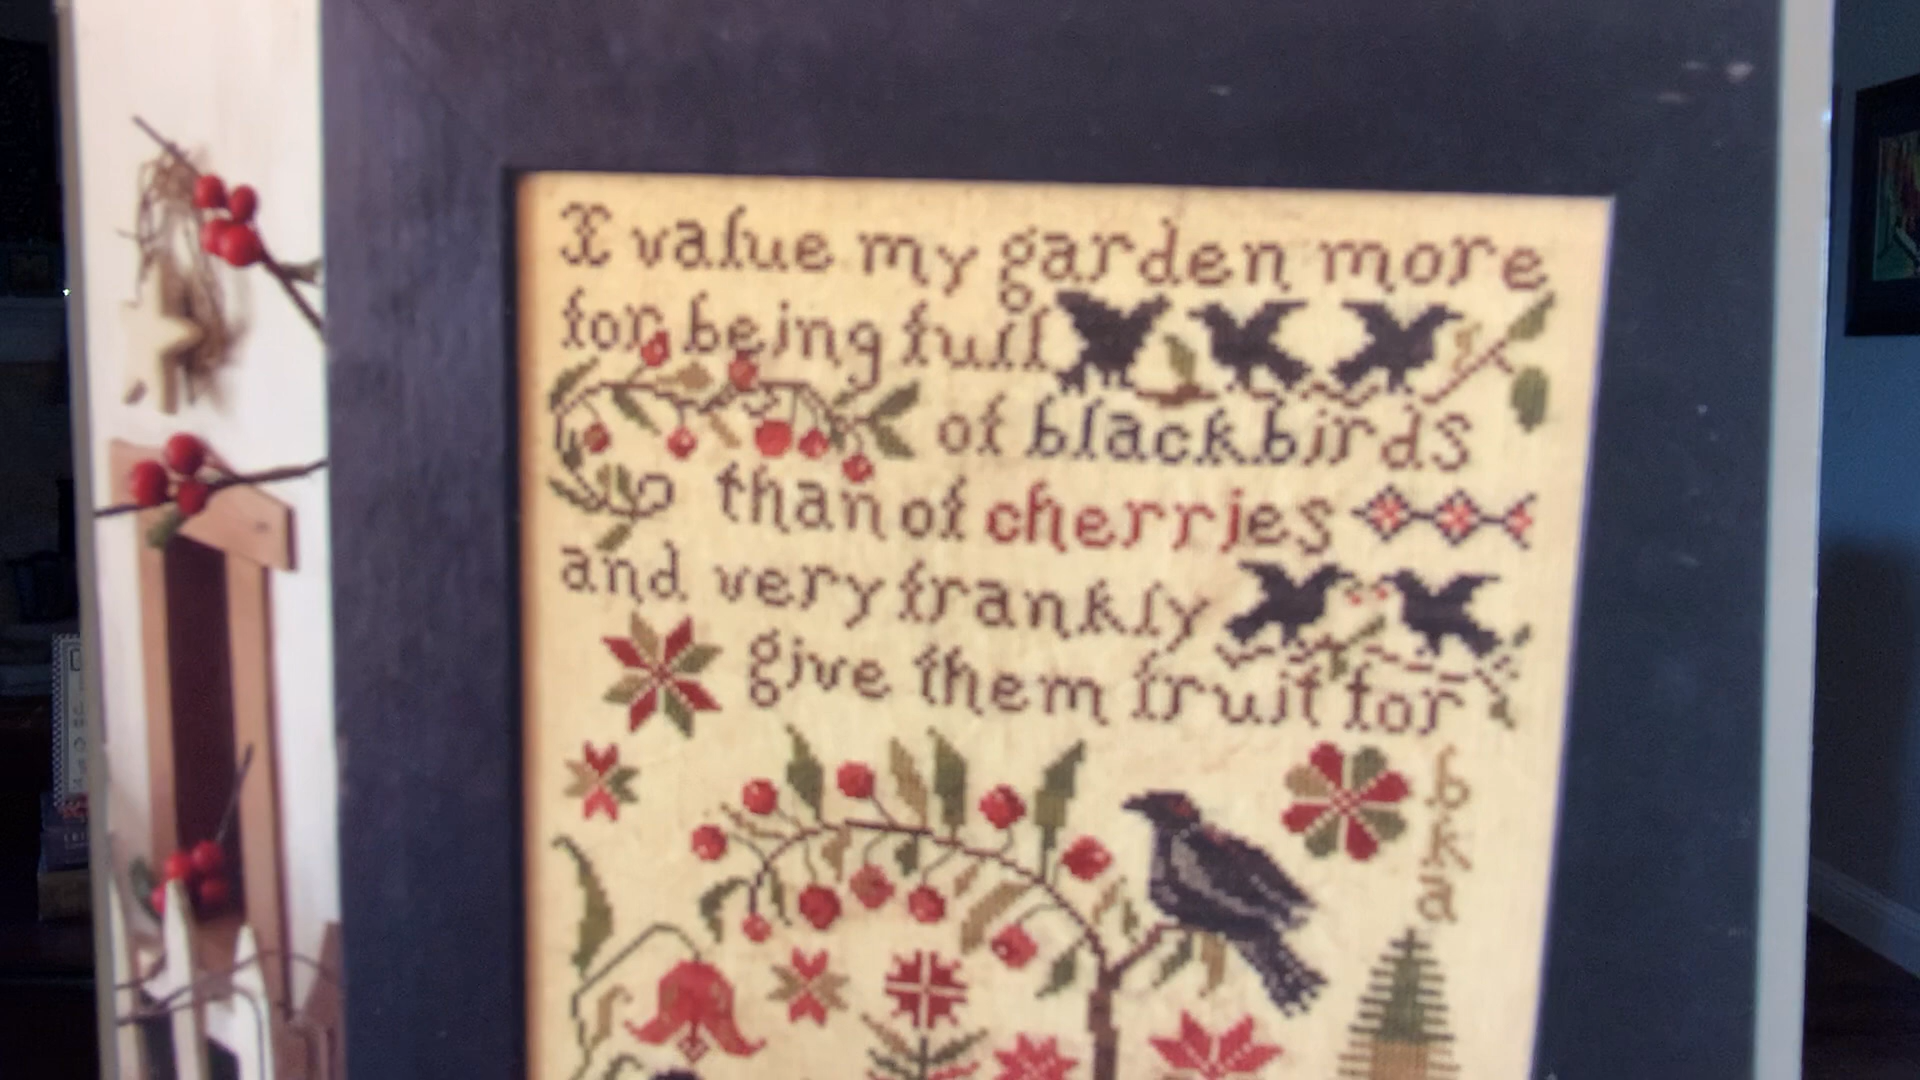 I value my garden more
for being full
of blackbirds
than of cherries
and very frankly
give them fruit for